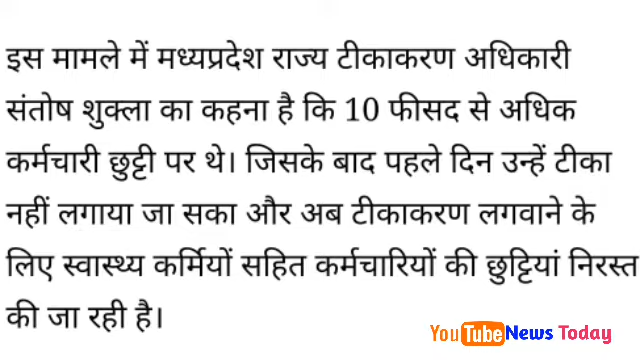 इस मामले में मध्यप्रदेश राज्य टीकाकरण अधिकारी
संतोष शुक्ला का कहना है कि 10 फीसद से अधिक
कर्मचारी छुट्टी पर थे। जिसके बाद पहले दिन उन्हें टीका
नहीं लगाया जा सका और अब टीकाकरण लगवाने के
लिए स्वास्थ्य कर्मियों सहित कर्मचारियों की छुट्टियां निरस्त
की जा रही है।
YouTube News Today